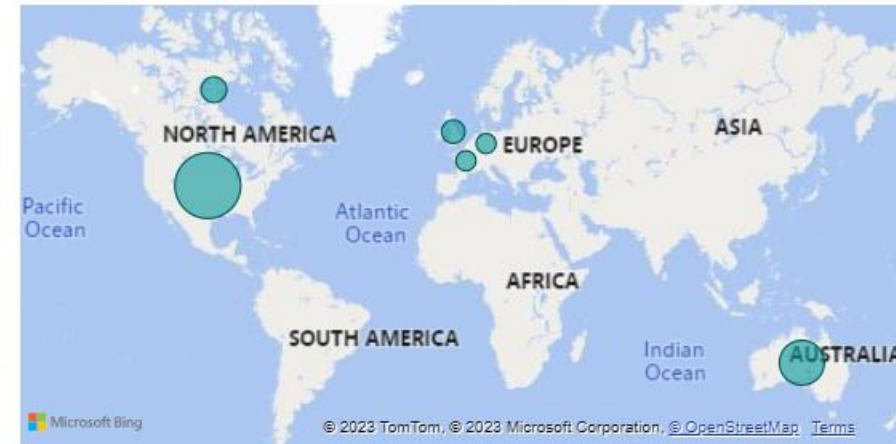 NORTH AMERICA
EUROPE
ASIA
Pacific
Ocean
Atlantic
Ocean
AFRICA
SOUTH AMERICA
Indian
Ocean
AUSTRALIA
Microsoft Bing
© 2023 TomTom, © 2023 Microsoft Corporation, © OpenStreetMap Terms